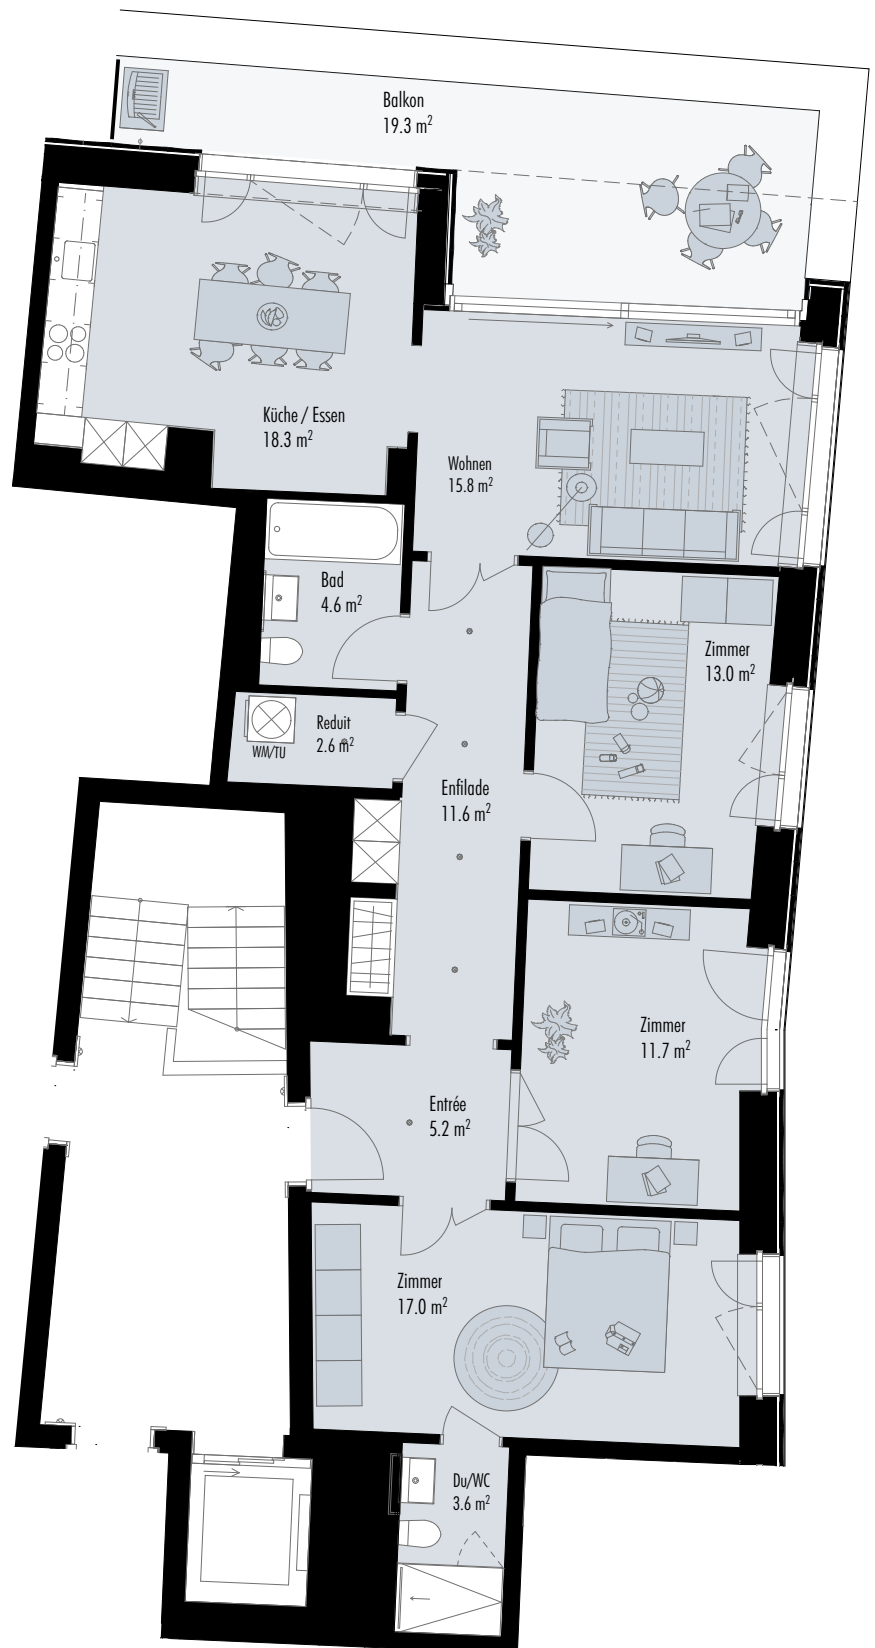 Balkon
19.3 m²
Küche / Essen
18.3 m²
Wohnen
15.8 m²
Bad
4.6 m²
Zimmer
13.0 m²
Reduit
2.6 m²
WM/TU
Enfilade
11.6 m²
Zimmer
11.7 m²
Entrée
5.2 m²
Zimmer
17.0 m²
Du/WC
3.6 m²